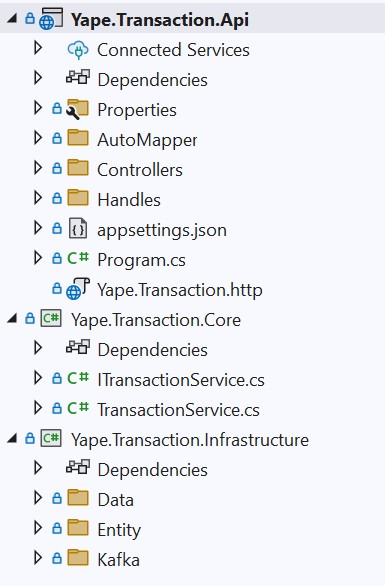 Yape.Transaction.Api
Connected Services
Dependencies
Properties
AutoMapper
Controllers
Handles
appsettings.json
C# Program.cs
Yape.Transaction.http
C# Yape.Transaction.Core
Dependencies
C# ITransactionService.cs
C# TransactionService.cs
C# Yape.Transaction.Infrastructure
Dependencies
Data
Entity
Kafka